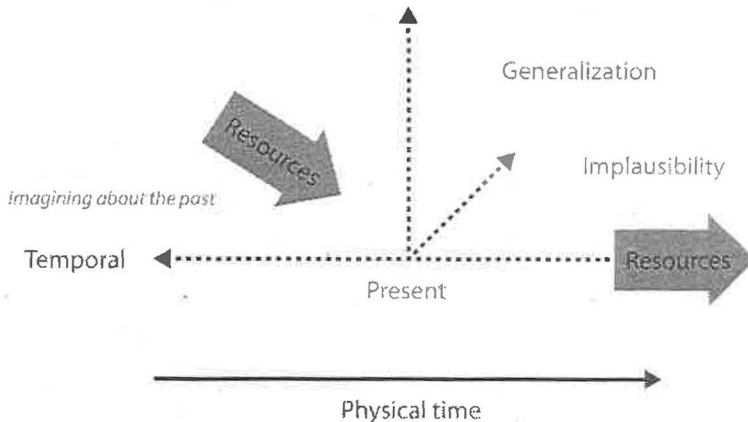 Generalization
Resources
Implausibility
Imagining about the past
Temporal
Resources
Present
Physical time